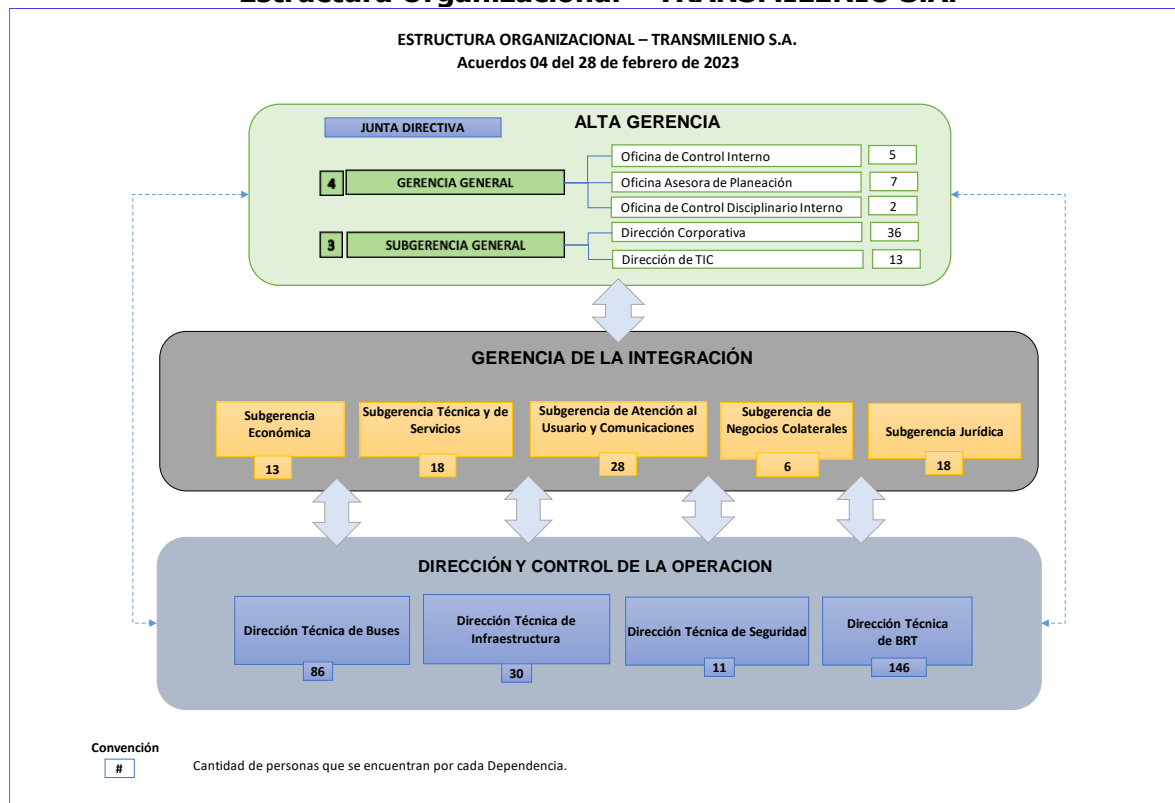 Estructura Organizacional – TRANSMILENIO S.A.
ESTRUCTURA ORGANIZACIONAL – TRANSMILENIO S.A.
Acuerdos 04 del 28 de febrero de 2023
JUNTA DIRECTIVA
ALTA GERENCIA
4
GERENCIA GENERAL
Oficina de Control Interno
5
Oficina Asesora de Planeación
7
Oficina de Control Disciplinario Interno
2
3
SUBGERENCIA GENERAL
Dirección Corporativa
36
Dirección de TIC
13
GERENCIA DE LA INTEGRACIÓN
Subgerencia
Económica
13
Subgerencia Técnica y de
Servicios
18
Subgerencia de Atención al
Usuario y Comunicaciones
28
Subgerencia de
Negocios Colaterales
6
Subgerencia Jurídica
18
DIRECCIÓN Y CONTROL DE LA OPERACION
Dirección Técnica de Buses
86
Dirección Técnica de
Infraestructura
30
Dirección Técnica de Seguridad
11
Dirección Técnica
de BRT
146
Convención
#
Cantidad de personas que se encuentran por cada Dependencia.